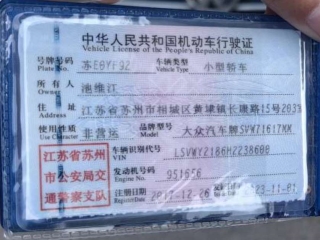 中华人民共和国机动车行驶证
Vehicle License of the People's Republic of China
号牌号码 苏E9YF92 车辆类型 小型轿车
Plate No. Vehicle Type
所有人 池维江
Owner
住址 江苏省苏州市相城区黄埭镇长康路15号203
Address
使用性质 非营运 品牌型号 大众汽车牌SVW71617KM
Use Character Model
江苏省苏州
市公安局交
通警察支队
车辆识别代号 LSVWY2186HZ238608
VIN
发动机号码 951656
Engine No.
注册日期
Register Date